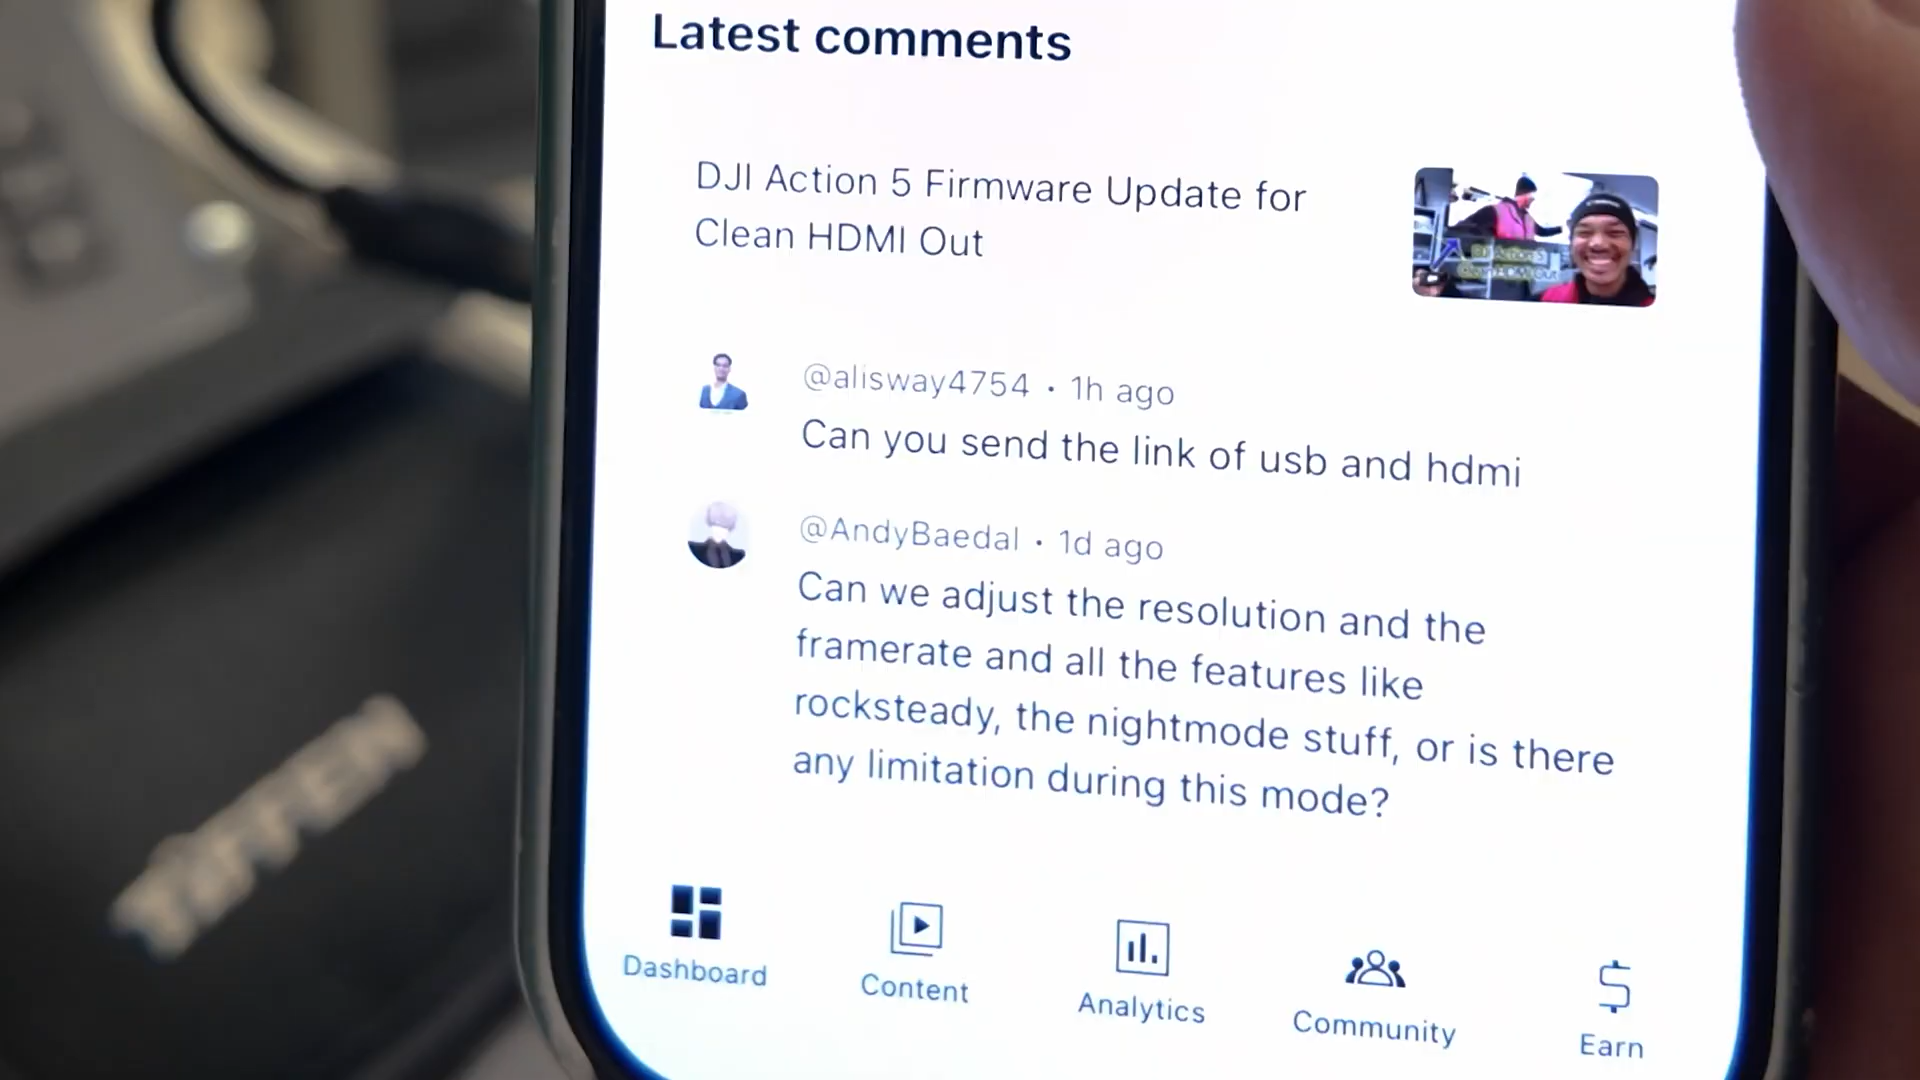 Latest comments
DJI Action 5 Firmware Update for
Clean HDMI Out
@alisway4754 · 1h ago
Can you send the link of usb and hdmi
@AndyBaedal · 1d ago
Can we adjust the resolution and the
framerate and all the features like
rocksteady, the nightmode stuff, or is there
any limitation during this mode?
Dashboard
Content
Analytics
Community
Earn